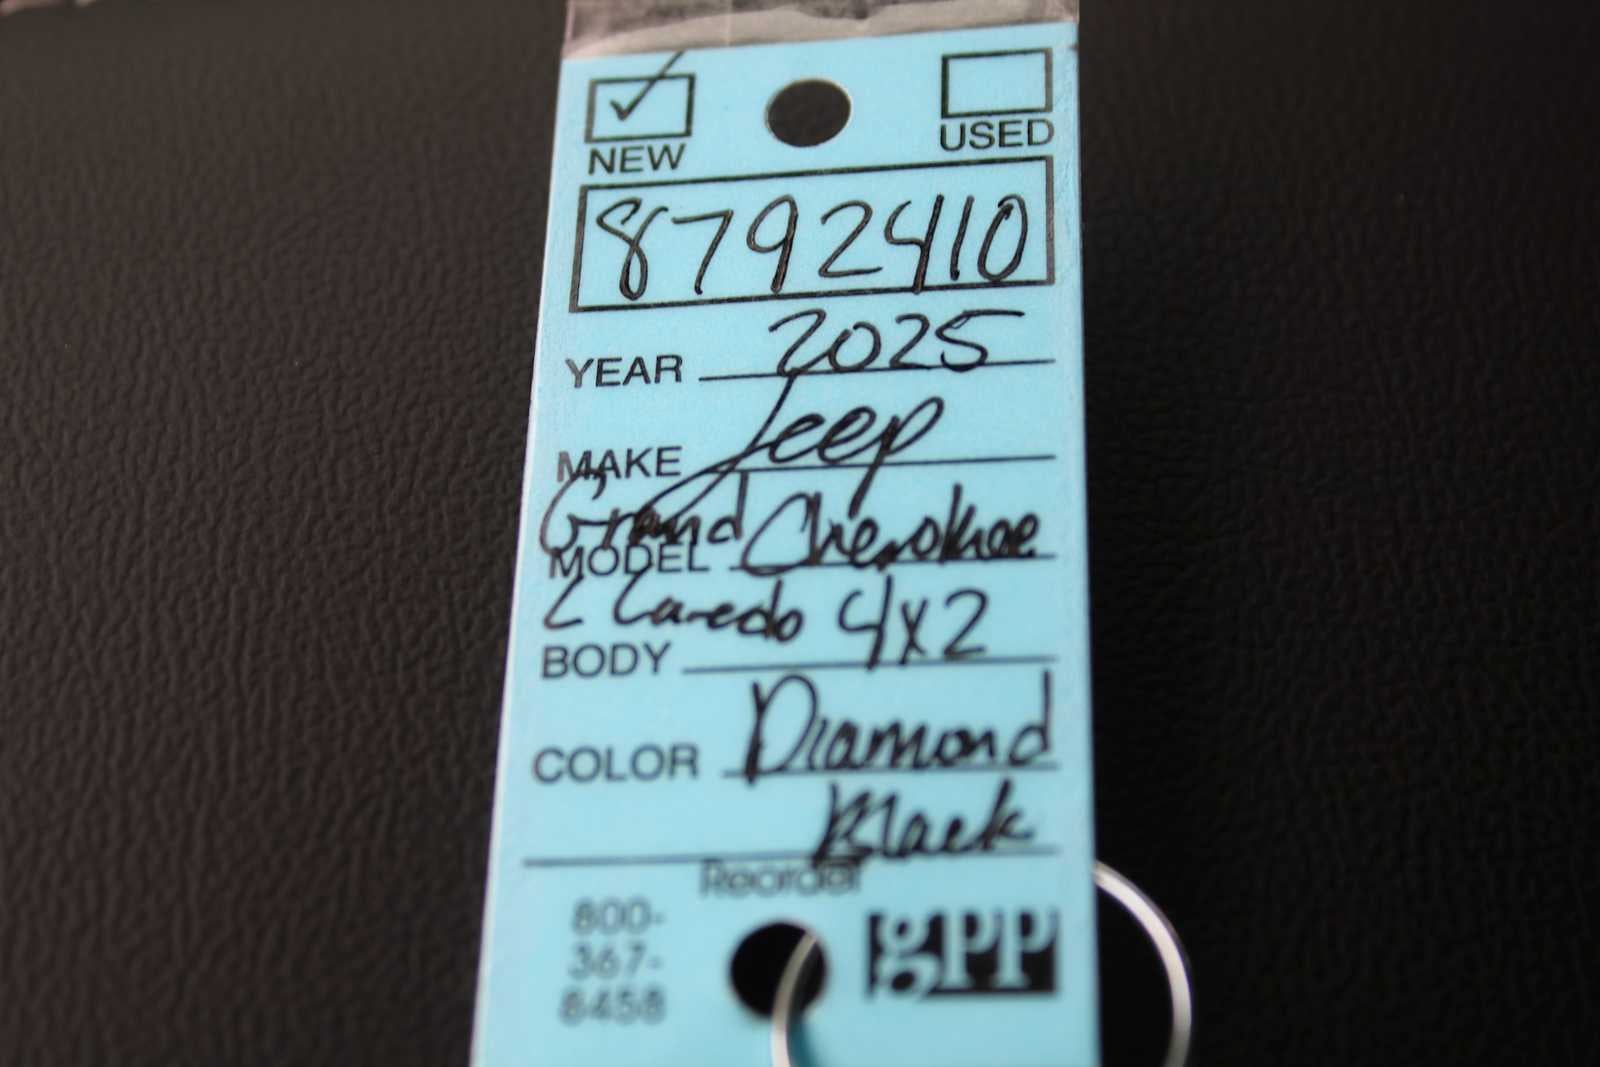 NEW USED
8792410
YEAR 2025
MAKE Jeep
Grand Cherokee
MODEL
L Laredo 4x2
BODY
COLOR Diamond
Black
Reorder
800-
367-
8458
gpp